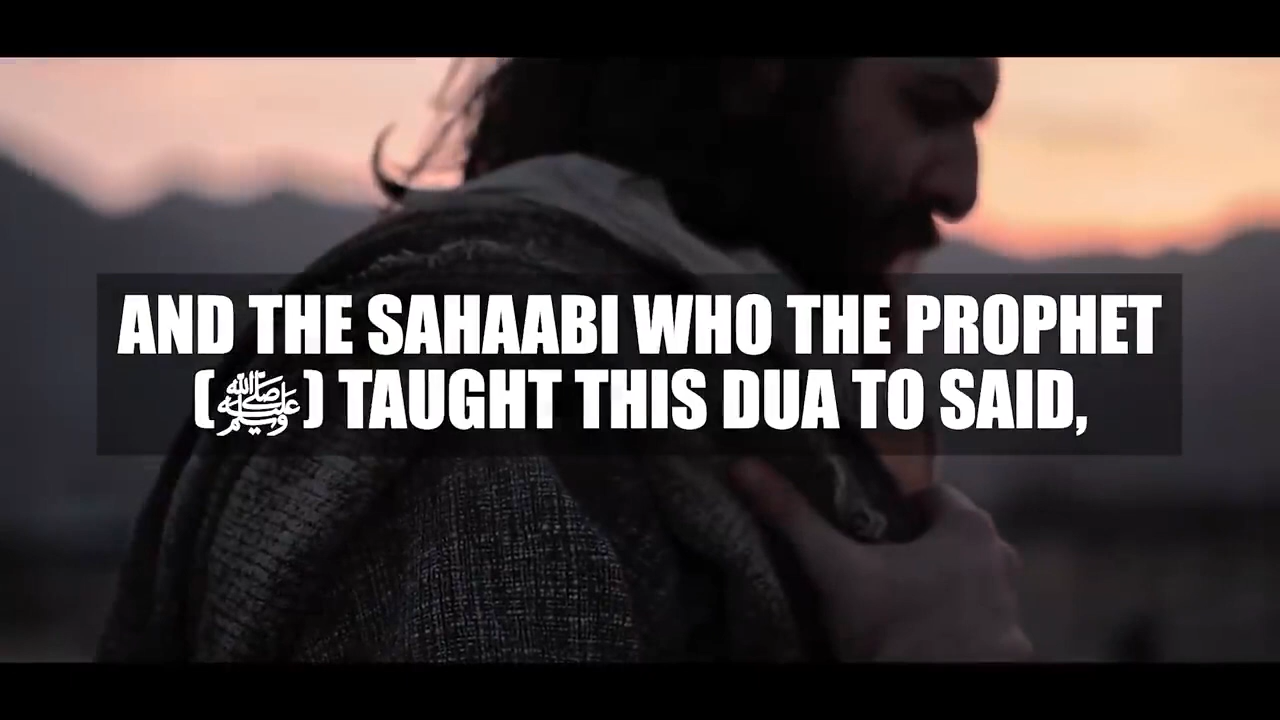 AND THE SAHAABI WHO THE PROPHET
(ﷺ) TAUGHT THIS DUA TO SAID,